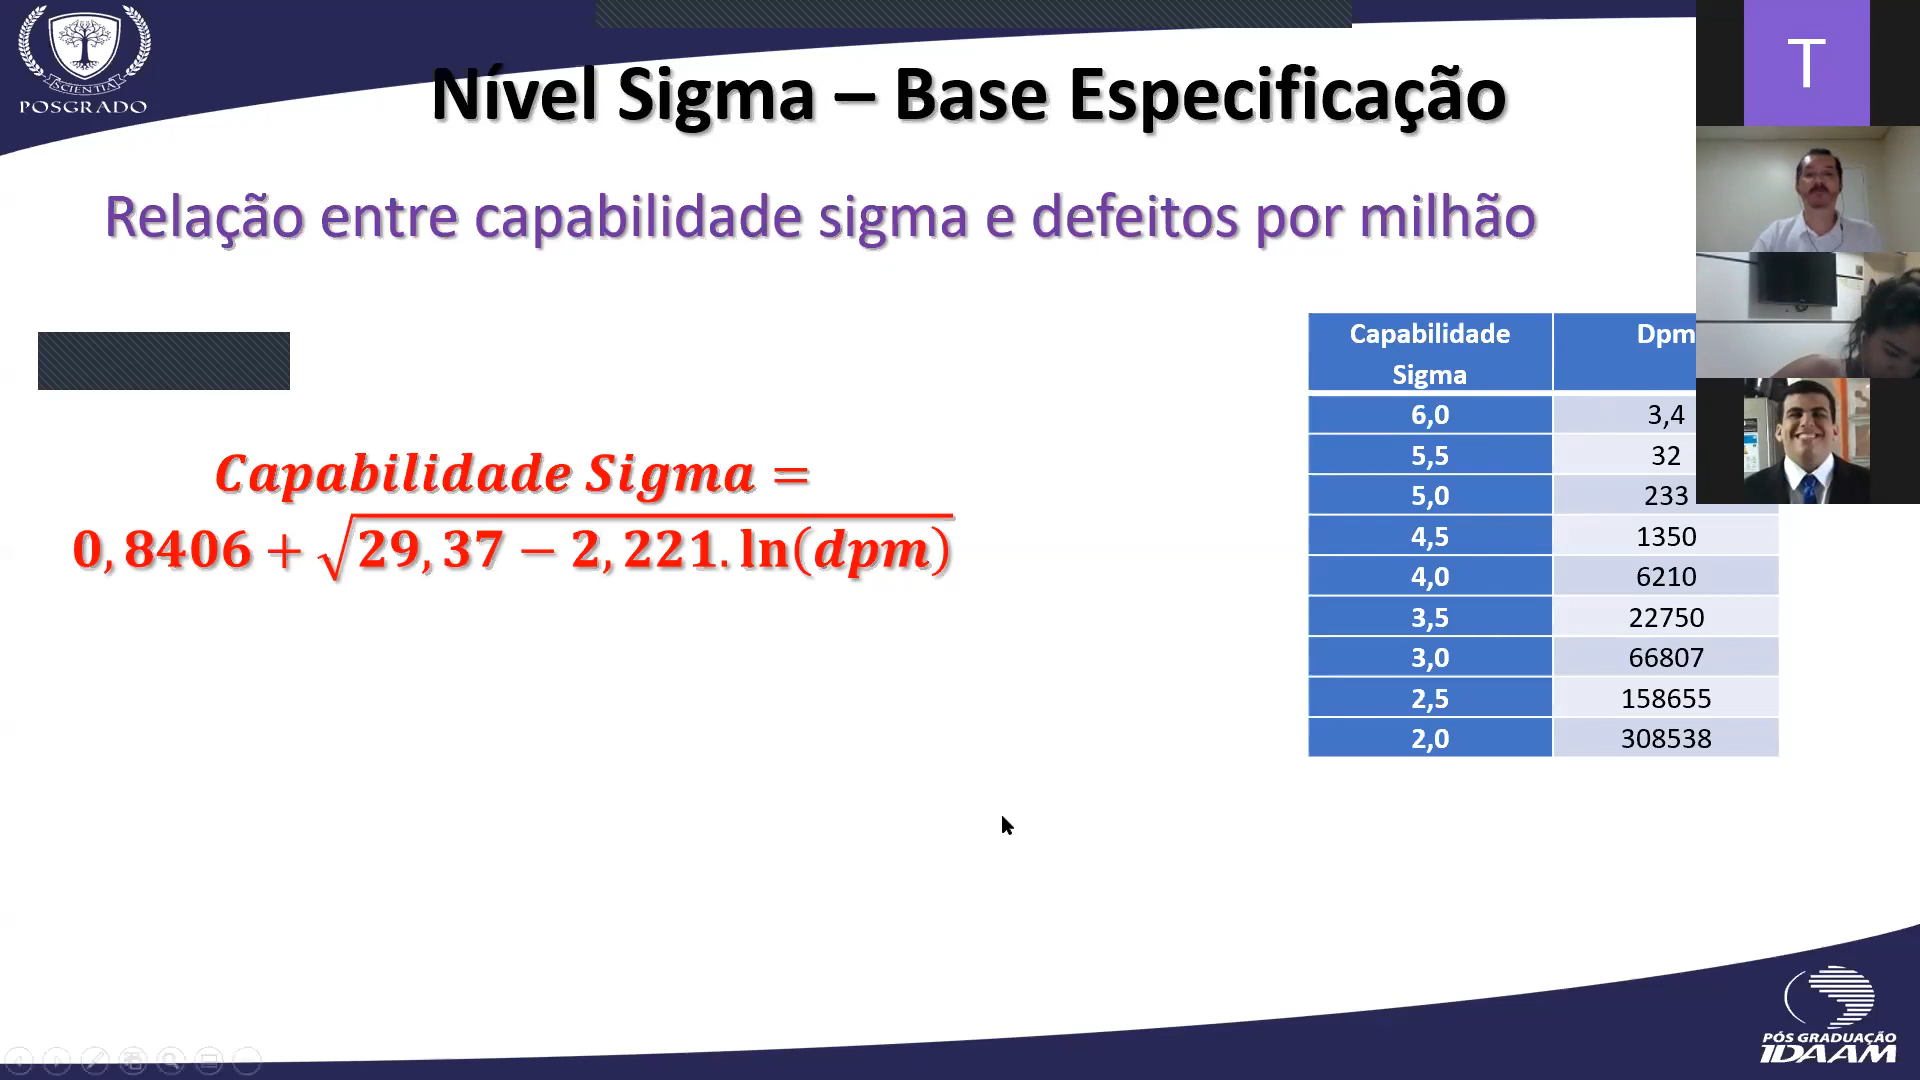 SCIENTIA
POSGRADO
Nível Sigma – Base Especificação
T
Relação entre capabilidade sigma e defeitos por milhão
Capabilidade Sigma =
0,8406 + √29,37 − 2,221.ln(dpm)
Capabilidade Sigma Dpm
6,0 3,4
5,5 32
5,0 233
4,5 1350
4,0 6210
3,5 22750
3,0 66807
2,5 158655
2,0 308538
PÓS GRADUAÇÃO
IDAAM